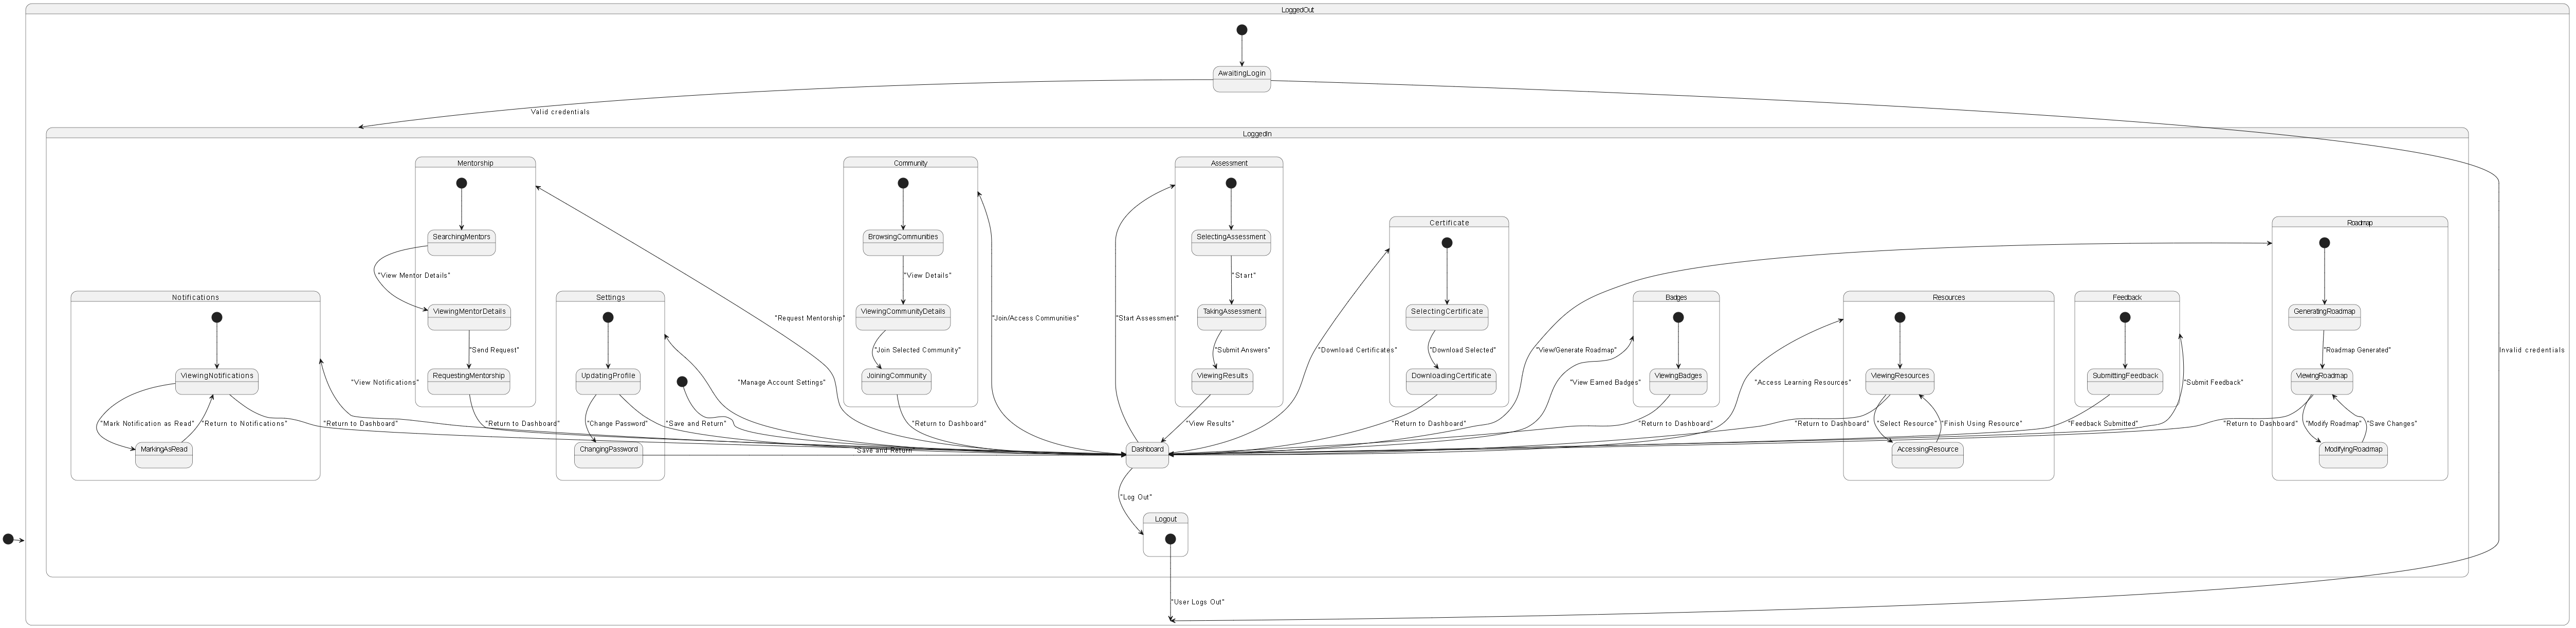 LoggedOut
AwaitingLogin
Valid credentials
LoggedIn
Mentorship
Community
Assessment
Certificate
Roadmap
SearchingMentors
BrowsingCommunities
SelectingAssessment
"View Mentor Details"
"View Details"
"Start"
Notifications
Settings
Badges
Resources
Feedback
ViewingMentorDetails
ViewingCommunityDetails
TakingAssessment
SelectingCertificate
GeneratingRoadmap
"Request Mentorship"
"Join/Access Communities"
"Start Assessment"
"Download Certificates"
"View/Generate Roadmap"
"Send Request"
"Join Selected Community"
"Submit Answers"
"Download Selected"
"Roadmap Generated"
Invalid credentials
ViewingNotifications
"View Notifications"
RequestingMentorship
UpdatingProfile
"Manage Account Settings"
JoiningCommunity
ViewingResults
DownloadingCertificate
"View Earned Badges"
ViewingBadges
"Access Learning Resources"
ViewingResources
SubmittingFeedback
"Submit Feedback"
ViewingRoadmap
"Mark Notification as Read"
"Return to Notifications"
"Return to Dashboard"
"Return to Dashboard"
"Change Password"
"Save and Return"
"Return to Dashboard"
"View Results"
"Return to Dashboard"
"Return to Dashboard"
"Return to Dashboard"
"Select Resource"
"Finish Using Resource"
"Feedback Submitted"
"Return to Dashboard"
"Modify Roadmap"
"Save Changes"
MarkingAsRead
ChangingPassword
Save and Return
Dashboard
AccessingResource
ModifyingRoadmap
"Log Out"
Logout
"User Logs Out"